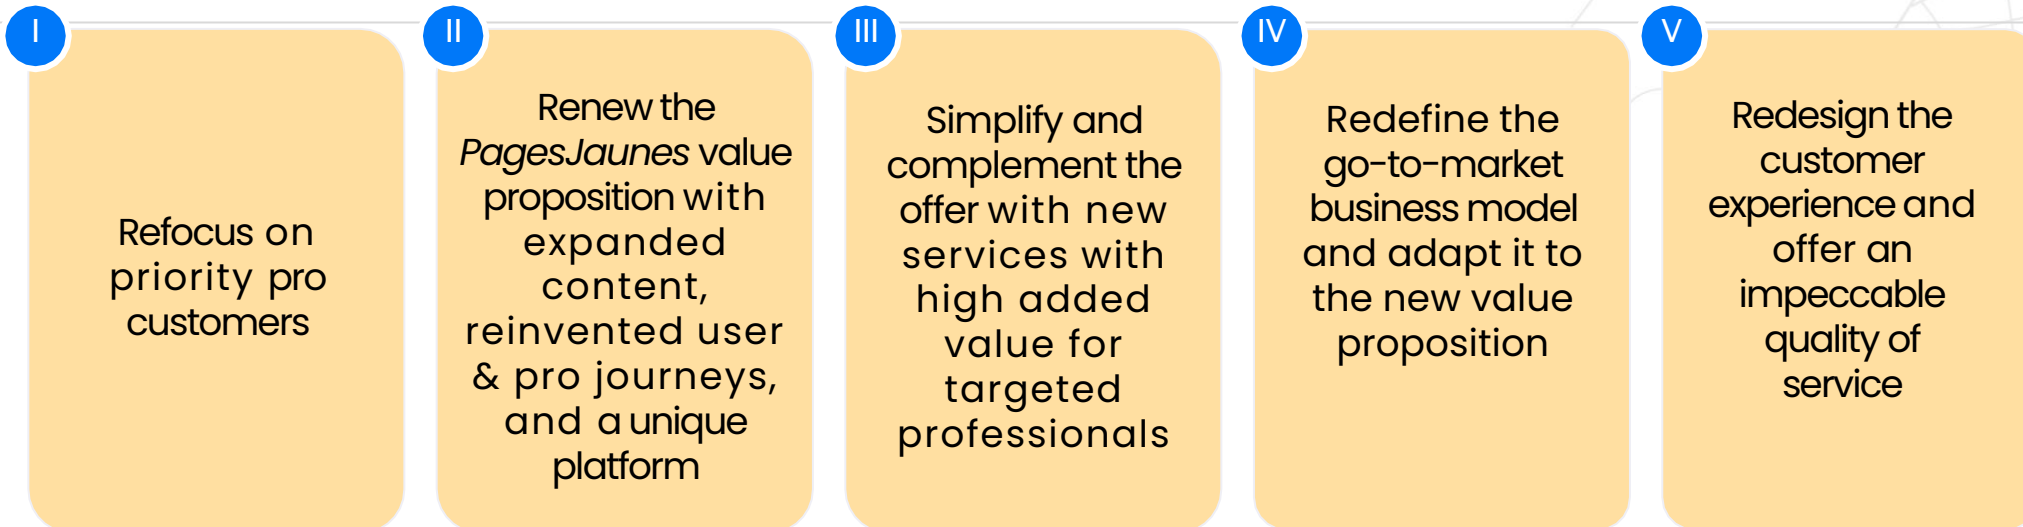 I
Refocus on
priority pro
customers
II
Renew the
PagesJaunes value
proposition with
expanded
content,
reinvented user
& pro journeys,
and a unique
platform
III
Simplify and
complement the
offer with new
services with
high added
value for
targeted
professionals
IV
Redefine the
go-to-market
business model
and adapt it to
the new value
proposition
V
Redesign the
customer
experience and
offer an
impeccable
quality of
service